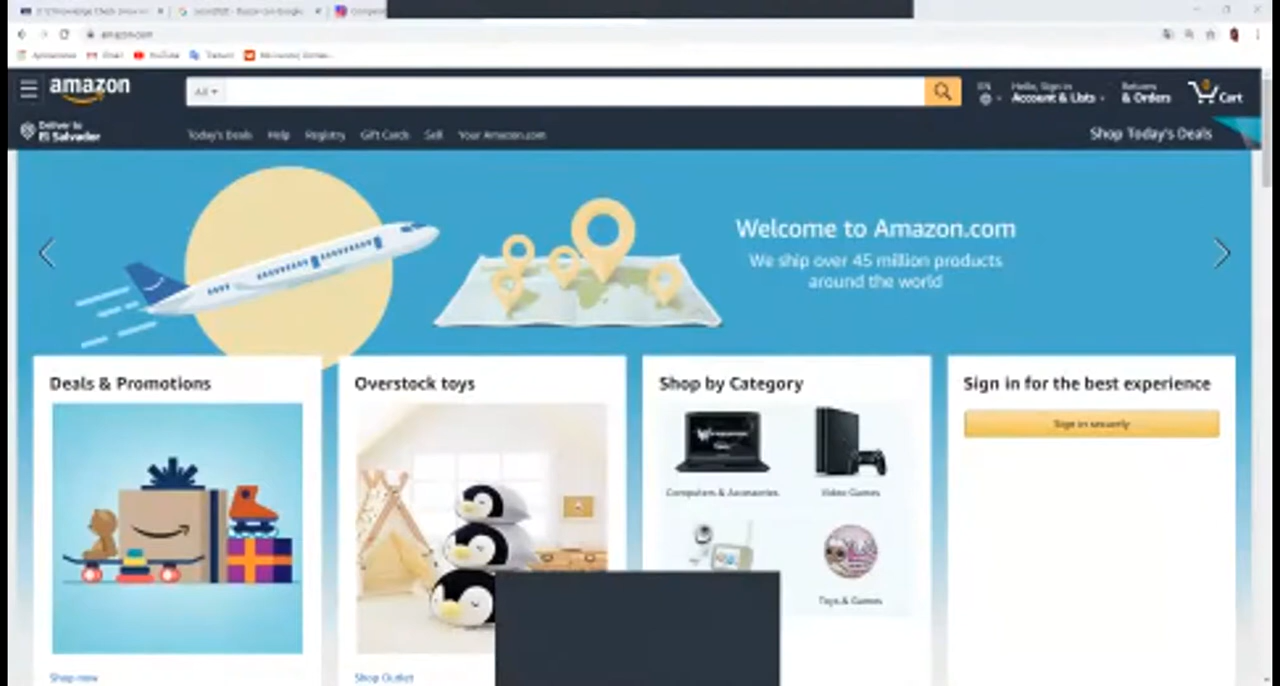 amazon.com
YouTube
amazon
All
EN
Hello, Sign in
Account & Lists
Returns
& Orders
0
Cart
Deliver to
El Salvador
Today's Deals Help Registry Gift Cards Sell Your Amazon.com
Shop Today's Deals
Welcome to Amazon.com
We ship over 45 million products
around the world
Deals & Promotions
Overstock toys
Shop by Category
Sign in for the best experience
Sign in securely
Computers & Accessories
Video Games
Toys & Games
Shop now
Shop Outlet